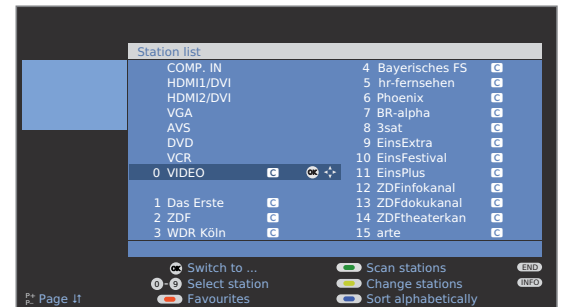 Station list
COMP. IN
HDMI1/DVI
HDMI2/DVI
VGA
AVS
DVD
VCR
0 VIDEO C OK
1 Das Erste C
2 ZDF C
3 WDR Köln C
4 Bayerisches FS C
5 hr-fernsehen C
6 Phoenix C
7 BR-alpha C
8 3sat C
9 EinsExtra C
10 EinsFestival C
11 EinsPlus C
12 ZDFinfokanal C
13 ZDFdokukanal C
14 ZDFtheaterkan C
15 arte C
OK Switch to ...
0-9 Select station
P+ P- Page ↓↑ Favourites
Scan stations END
Change stations INFO
Sort alphabetically